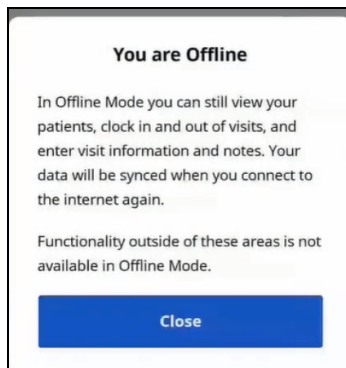 You are Offline
In Offline Mode you can still view your
patients, clock in and out of visits, and
enter visit information and notes. Your
data will be synced when you connect to
the internet again.
Functionality outside of these areas is not
available in Offline Mode.
Close